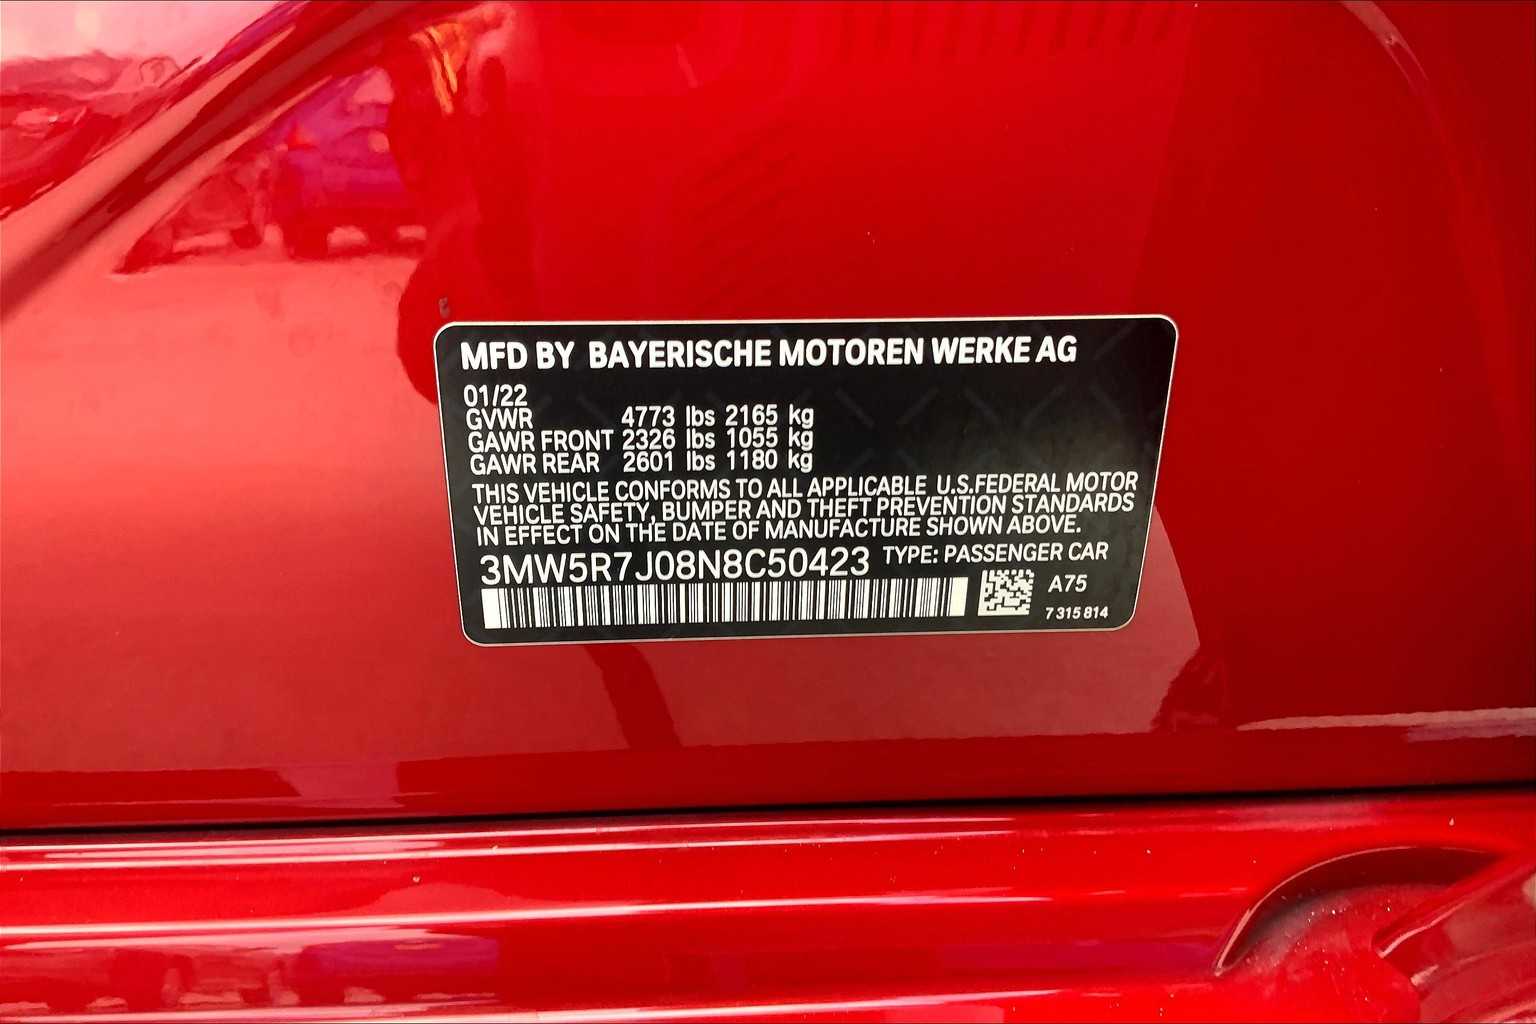 MFD BY BAYERISCHE MOTOREN WERKE AG
01/22
GVWR 4773 lbs 2165 kg
GAWR FRONT 2326 lbs 1055 kg
GAWR REAR 2601 lbs 1180 kg
THIS VEHICLE CONFORMS TO ALL APPLICABLE U.S.FEDERAL MOTOR
VEHICLE SAFETY, BUMPER AND THEFT PREVENTION STANDARDS
IN EFFECT ON THE DATE OF MANUFACTURE SHOWN ABOVE.
3MW5R7J08N8C50423 TYPE: PASSENGER CAR
A75
7 315 814